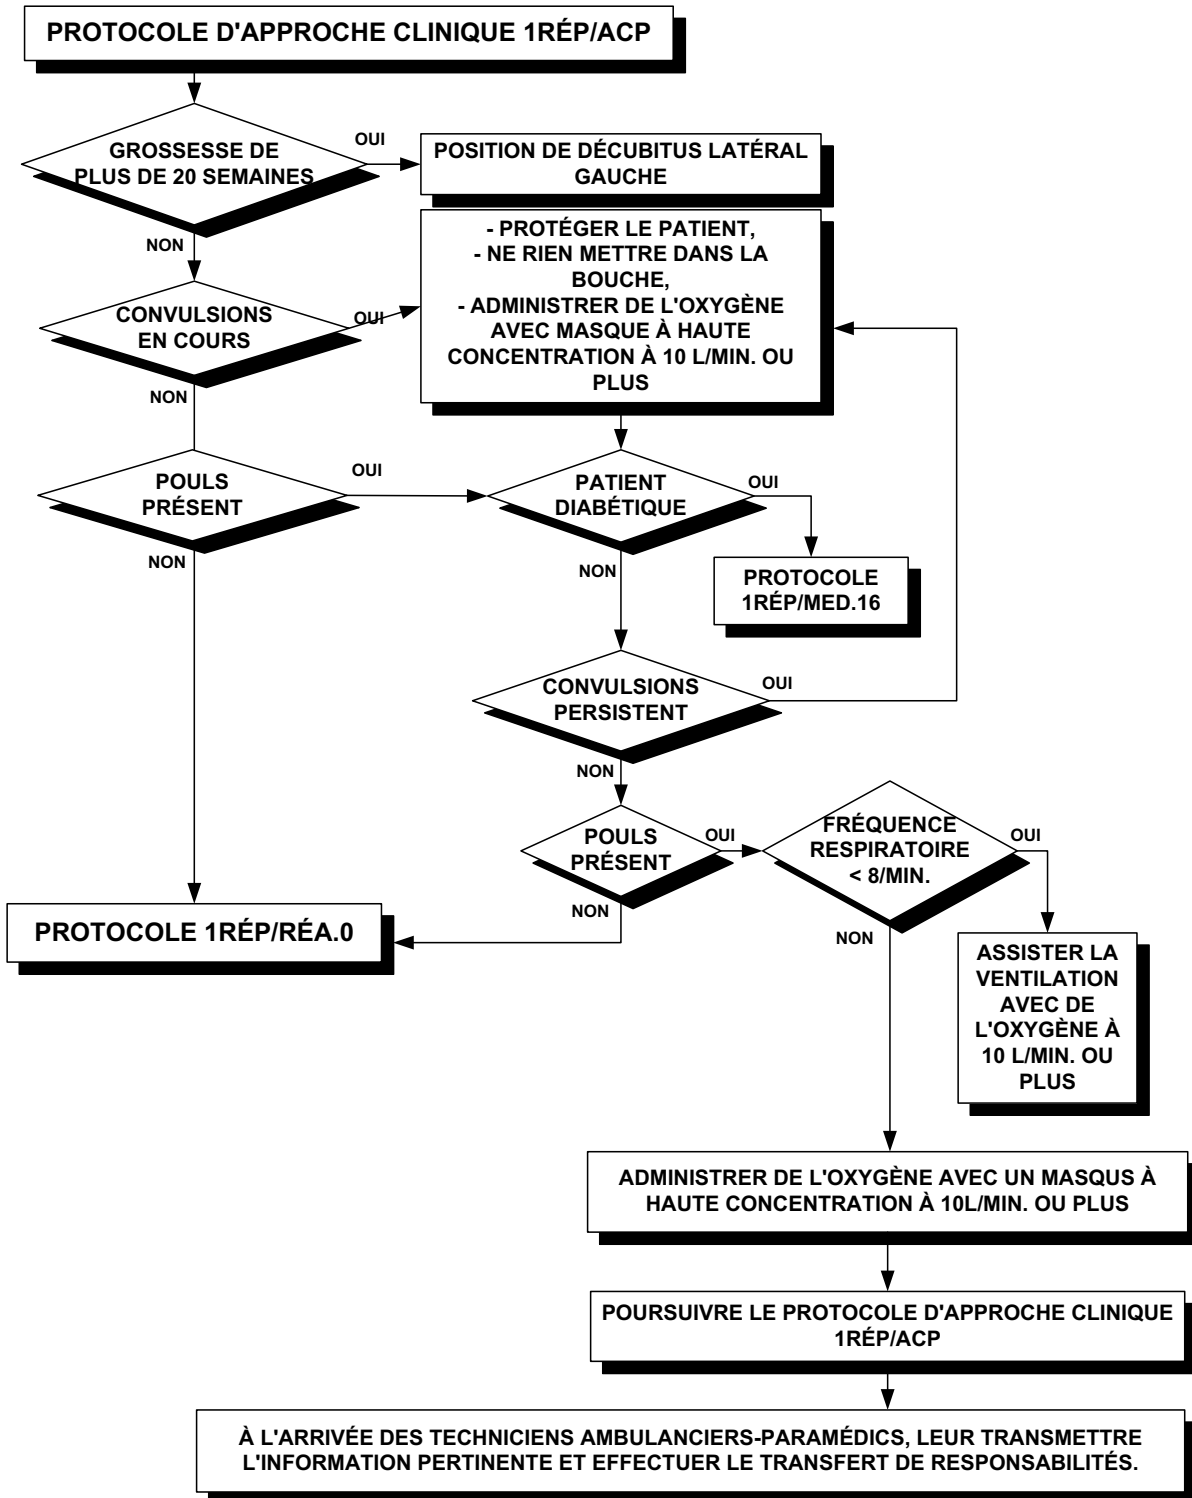 PROTOCOLE D'APPROCHE CLINIQUE 1RÉP/ACP
GROSSESSE DE
PLUS DE 20 SEMAINES
OUI
POSITION DE DÉCUBITUS LATÉRAL
GAUCHE
NON
CONVULSIONS
EN COURS
OUI
- PROTÉGER LE PATIENT,
- NE RIEN METTRE DANS LA
BOUCHE,
- ADMINISTRER DE L'OXYGÈNE
AVEC MASQUE À HAUTE
CONCENTRATION À 10 L/MIN. OU
PLUS
NON
POULS
PRÉSENT
OUI
PATIENT
DIABÉTIQUE
OUI
PROTOCOLE
1RÉP/MED.16
NON
NON
CONVULSIONS
PERSISTENT
OUI
NON
POULS
PRÉSENT
OUI
FRÉQUENCE
RESPIRATOIRE
< 8/MIN.
OUI
NON
PROTOCOLE 1RÉP/RÉA.0
NON
ASSISTER LA
VENTILATION
AVEC DE
L'OXYGÈNE À
10 L/MIN. OU
PLUS
ADMINISTRER DE L'OXYGÈNE AVEC UN MASQUS À
HAUTE CONCENTRATION À 10L/MIN. OU PLUS
POURSUIVRE LE PROTOCOLE D'APPROCHE CLINIQUE
1RÉP/ACP
À L'ARRIVÉE DES TECHNICIENS AMBULANCIERS-PARAMÉDICS, LEUR TRANSMETTRE
L'INFORMATION PERTINENTE ET EFFECTUER LE TRANSFERT DE RESPONSABILITÉS.